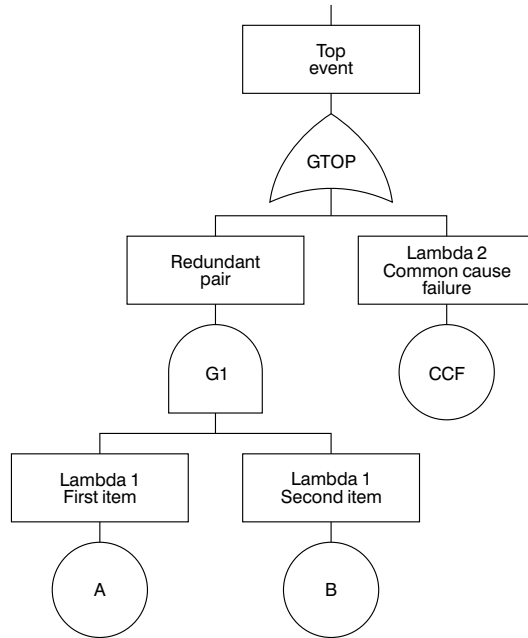 Top
event
GTOP
Redundant
pair
Lambda 2
Common cause
failure
G1
CCF
Lambda 1
First item
Lambda 1
Second item
A
B